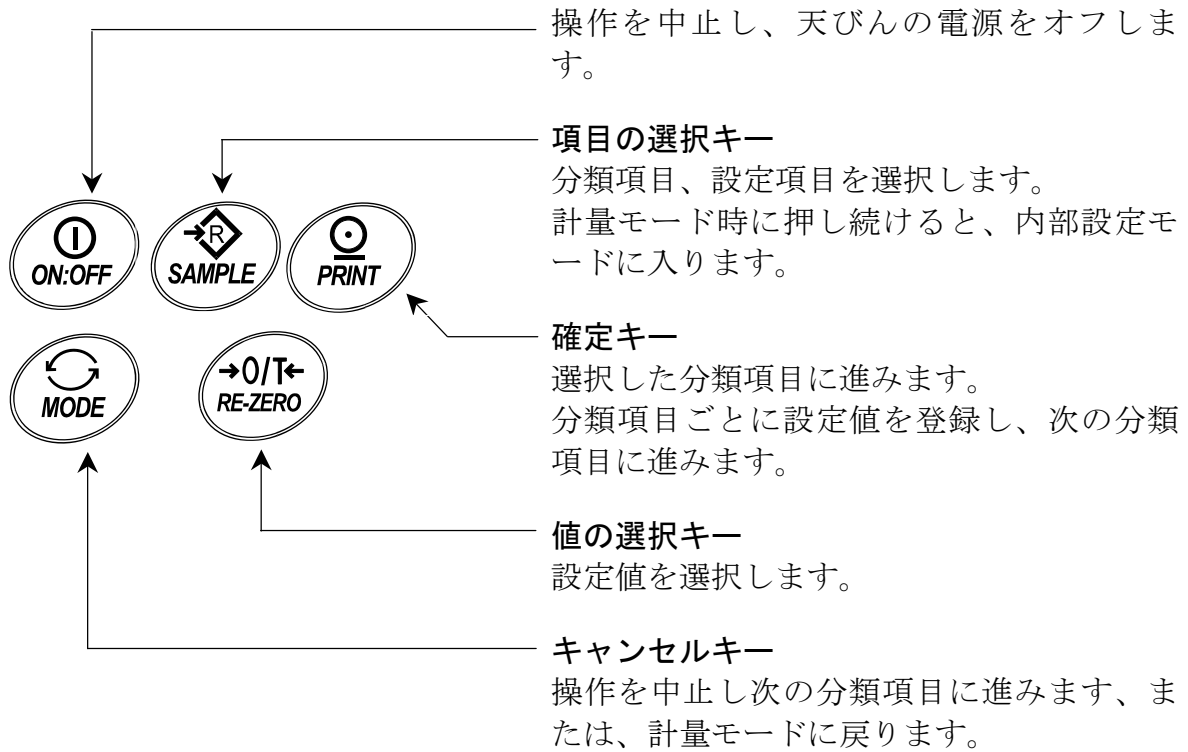 操作を中止し、天びんの電源をオフしま
す。
項目の選択キー
分類項目、設定項目を選択します。
計量モード時に押し続けると、内部設定モ
ードに入ります。
ON:OFF
R
SAMPLE
PRINT
確定キー
選択した分類項目に進みます。
分類項目ごとに設定値を登録し、次の分類
項目に進みます。
MODE
→0/T←
RE-ZERO
値の選択キー
設定値を選択します。
キャンセルキー
操作を中止し次の分類項目に進みます、ま
たは、計量モードに戻ります。